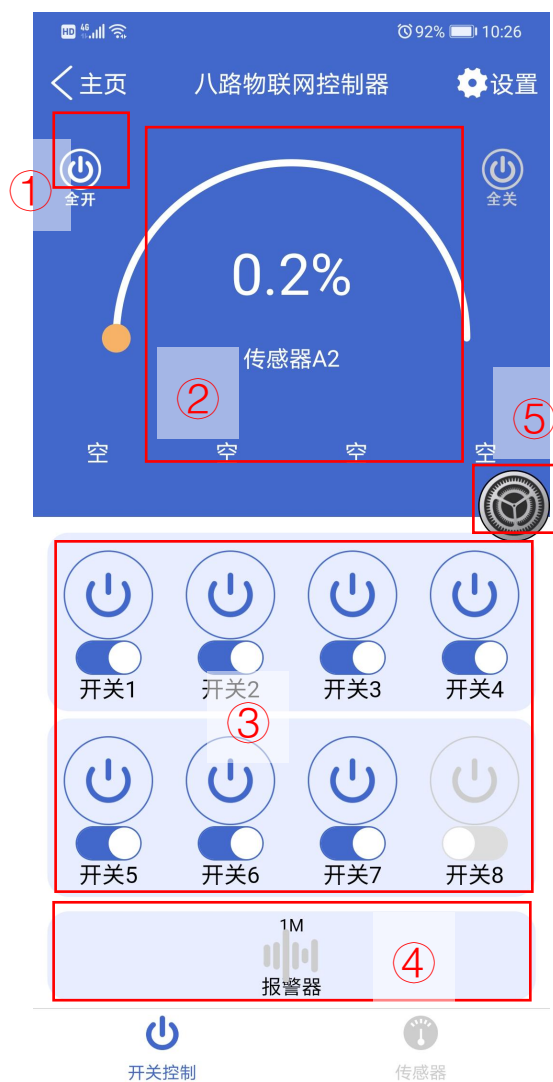 HD 4G 92% 10:26
主页 八路物联网控制器 设置
①
全开 全关
0.2%
传感器A2
② ⑤
空 空 空 空
开关1 开关2 开关3 开关4
③
开关5 开关6 开关7 开关8
1M
④
报警器
开关控制 传感器